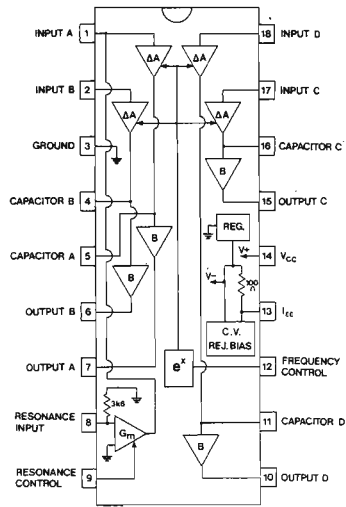 INPUT A 1 18 INPUT D
ΔA ΔA
INPUT B 2 17 INPUT C
ΔA ΔA
GROUND 3 16 CAPACITOR C
B
CAPACITOR B 4 15 OUTPUT C
REG.
B V+
CAPACITOR A 5 14 VCC
V-
B 100 Ω
OUTPUT B 6 13 ICC
C.V.
REJ. BIAS
OUTPUT A 7 12 FREQUENCY CONTROL
e^x
3k6
RESONANCE INPUT 8 11 CAPACITOR D
Gm
B
RESONANCE CONTROL 9 10 OUTPUT D